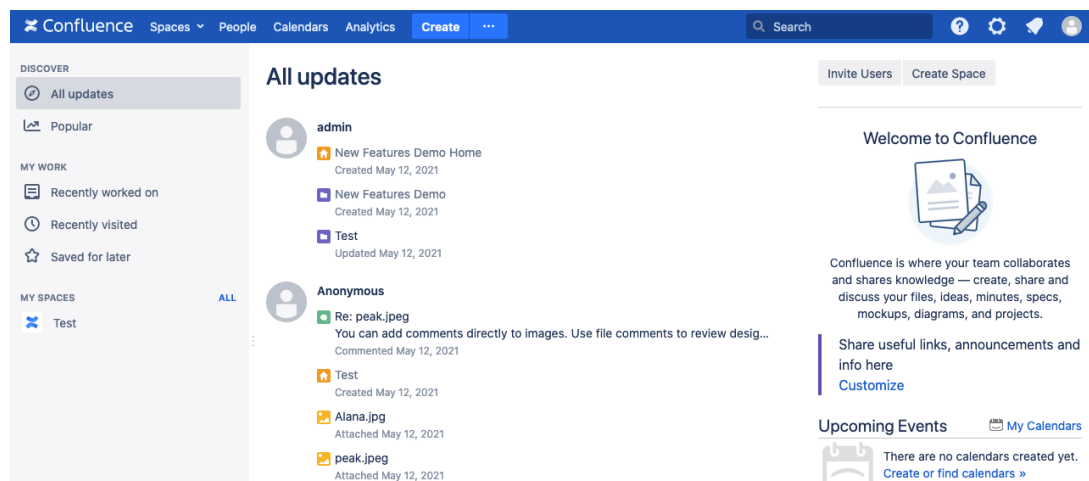 Confluence Spaces People Calendars Analytics Create ··· Search
DISCOVER
All updates
Popular
MY WORK
Recently worked on
Recently visited
Saved for later
MY SPACES ALL
Test
All updates
admin
New Features Demo Home
Created May 12, 2021
New Features Demo
Created May 12, 2021
Test
Updated May 12, 2021
Anonymous
Re: peak.jpeg
You can add comments directly to images. Use file comments to review desig...
Commented May 12, 2021
Test
Created May 12, 2021
Alana.jpg
Attached May 12, 2021
peak.jpeg
Attached May 12, 2021
Invite Users Create Space
Welcome to Confluence
Confluence is where your team collaborates
and shares knowledge — create, share and
discuss your files, ideas, minutes, specs,
mockups, diagrams, and projects.
Share useful links, announcements and
info here
Customize
Upcoming Events My Calendars
There are no calendars created yet.
Create or find calendars »